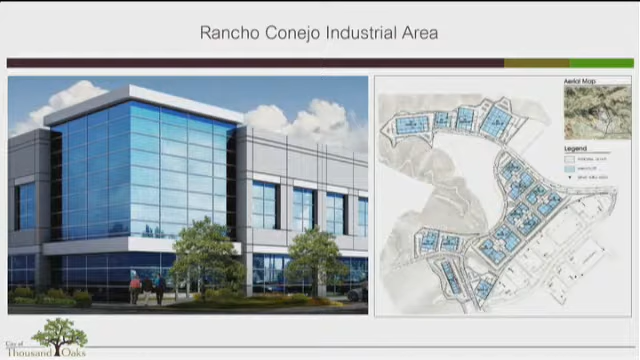 Rancho Conejo Industrial Area
Aerial Map
Legend
City of
Thousand Oaks